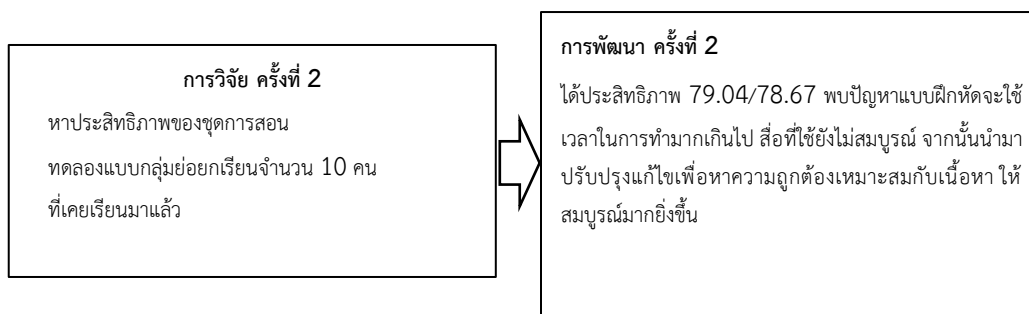 การวิจัย ครั้งที่ 2
หาประสิทธิภาพของชุดการสอน
ทดลองแบบกลุ่มย่อยกเรียนจำนวน 10 คน
ที่เคยเรียนมาแล้ว
การพัฒนา ครั้งที่ 2
ได้ประสิทธิภาพ 79.04/78.67 พบปัญหาแบบฝึกหัดจะใช้
เวลาในการทำมากเกินไป สื่อที่ใช้ยังไม่สมบูรณ์ จากนั้นนำมา
ปรับปรุงแก้ไขเพื่อหาความถูกต้องเหมาะสมกับเนื้อหา ให้
สมบูรณ์มากยิ่งขึ้น